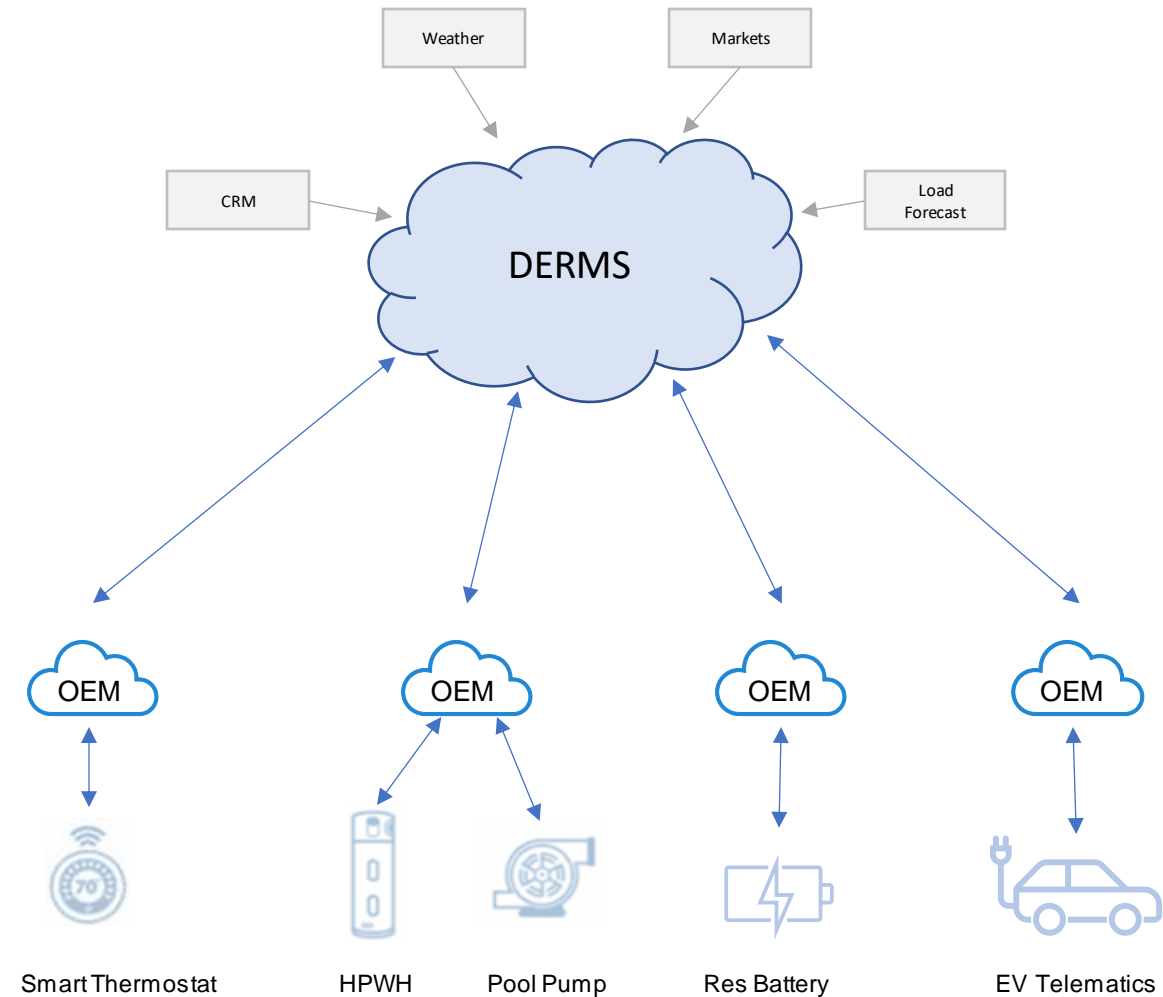 Weather
Markets
CRM
Load
Forecast
DERMS
OEM
OEM
OEM
OEM
70°
Smart Thermostat
HPWH
Pool Pump
Res Battery
EV Telematics